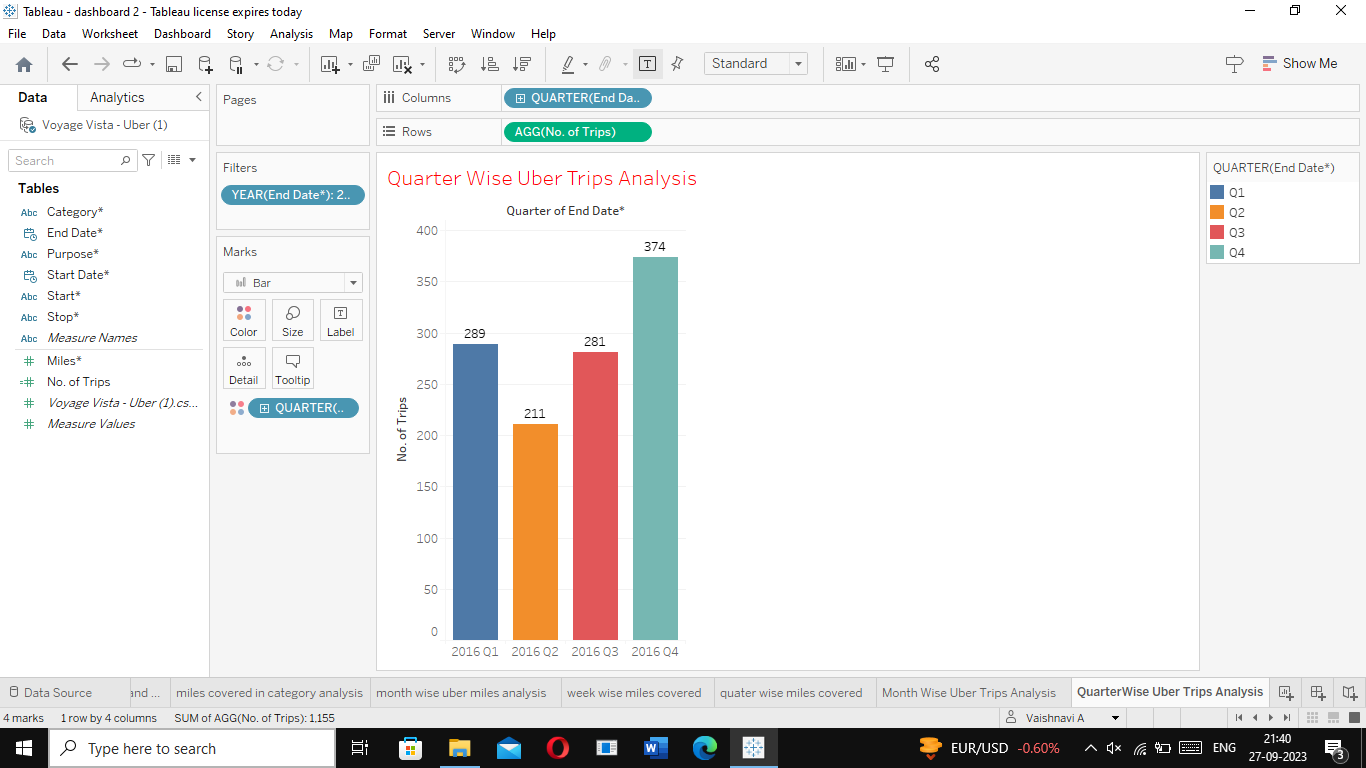 Tableau - dashboard 2 - Tableau license expires today
File Data Worksheet Dashboard Story Analysis Map Format Server Window Help
Standard
Show Me
Data Analytics
Voyage Vista - Uber (1)
Search
Tables
Abc Category*
End Date*
Abc Purpose*
Start Date*
Abc Start*
Abc Stop*
Abc Measure Names
# Miles*
=# No. of Trips
# Voyage Vista - Uber (1).cs...
# Measure Values
Pages
Filters
YEAR(End Date*): 2..
Marks
Bar
Color Size Label
Detail Tooltip
QUARTER(..
Columns QUARTER(End Da..
Rows AGG(No. of Trips)
Quarter Wise Uber Trips Analysis
Quarter of End Date*
400
350
300
250
200
150
100
50
0
No. of Trips
289
211
281
374
2016 Q1 2016 Q2 2016 Q3 2016 Q4
QUARTER(End Date*)
Q1
Q2
Q3
Q4
Data Source and ... miles covered in category analysis month wise uber miles analysis week wise miles covered quater wise miles covered Month Wise Uber Trips Analysis QuarterWise Uber Trips Analysis
4 marks 1 row by 4 columns SUM of AGG(No. of Trips): 1,155 Vaishnavi A
Type here to search
EUR/USD -0.60%
ENG
21:40
27-09-2023
3